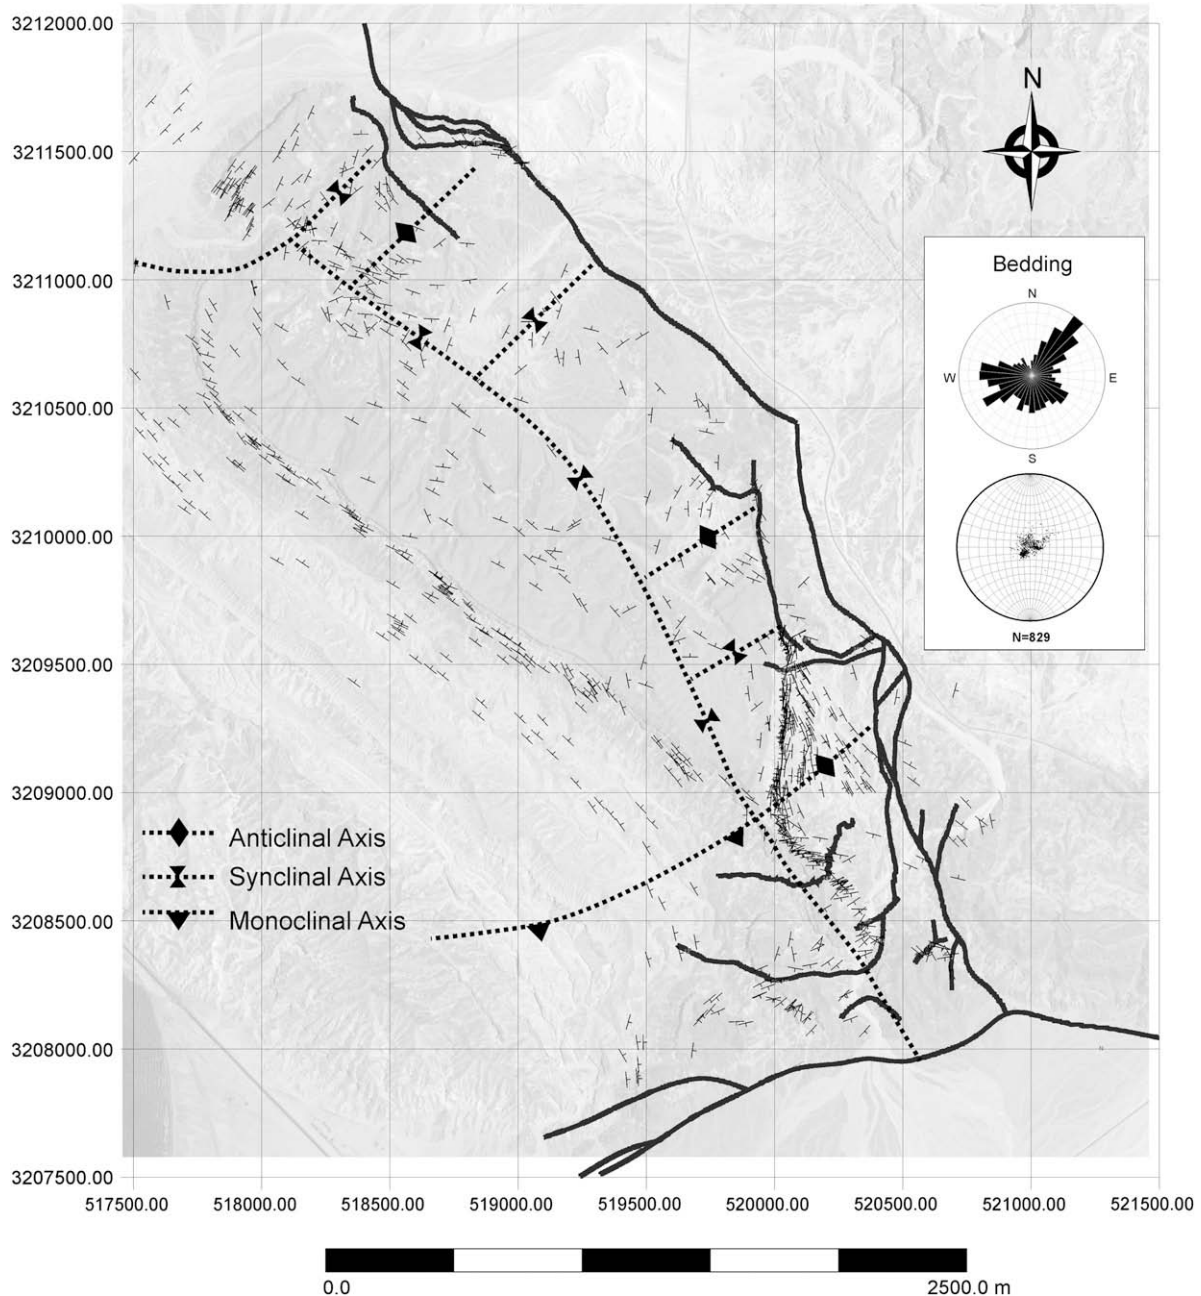 3212000.00
3211500.00
3211000.00
3210500.00
3210000.00
3209500.00
3209000.00
3208500.00
3208000.00
3207500.00
N
Bedding
N
W E
S
N=829
Anticlinal Axis
Synclinal Axis
Monoclinal Axis
517500.00 518000.00 518500.00 519000.00 519500.00 520000.00 520500.00 521000.00 521500.00
0.0 2500.0 m